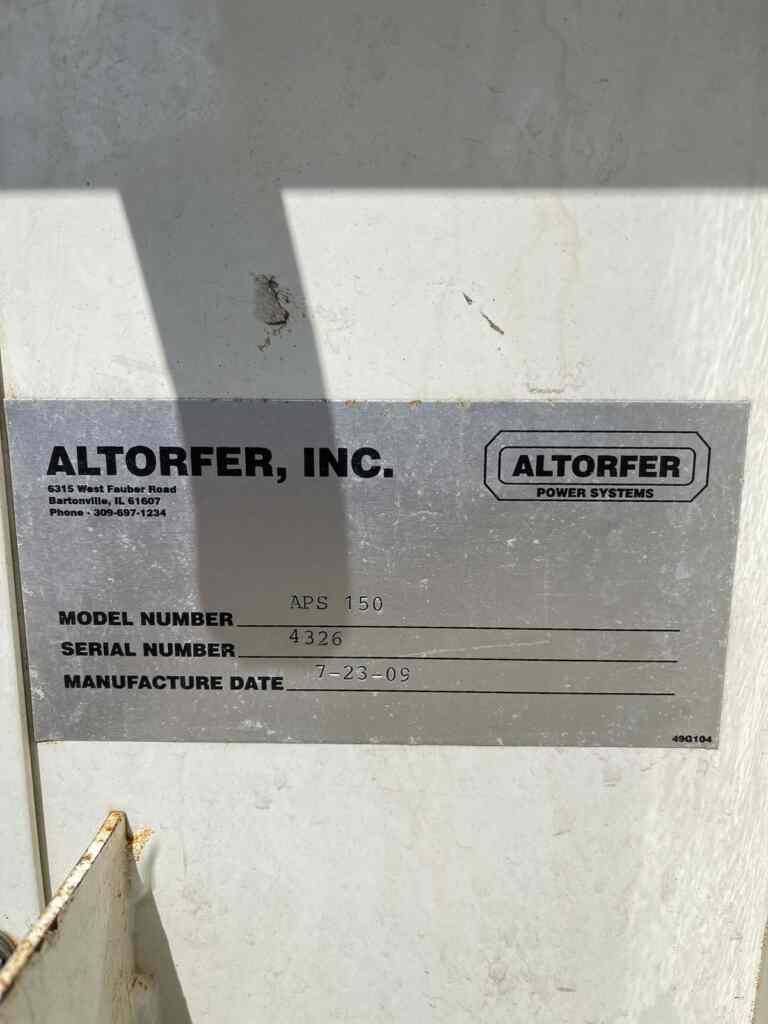 ALTORFER, INC.
6315 West Fauber Road
Bartonville, IL 61607
Phone - 309-697-1234
ALTORFER
POWER SYSTEMS
MODEL NUMBER APS 150
SERIAL NUMBER 4326
MANUFACTURE DATE 7-23-09
49G104